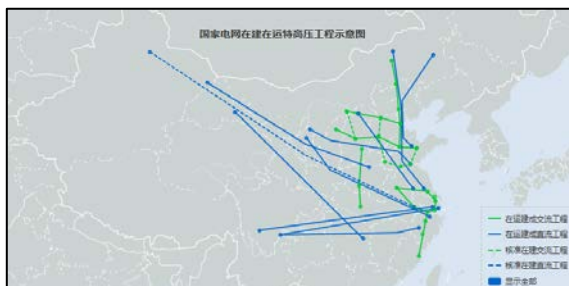 国家电网在建在运特高压工程示意图
在运建成交流工程
在运建成直流工程
核准在建交流工程
核准在建直流工程
显示全部